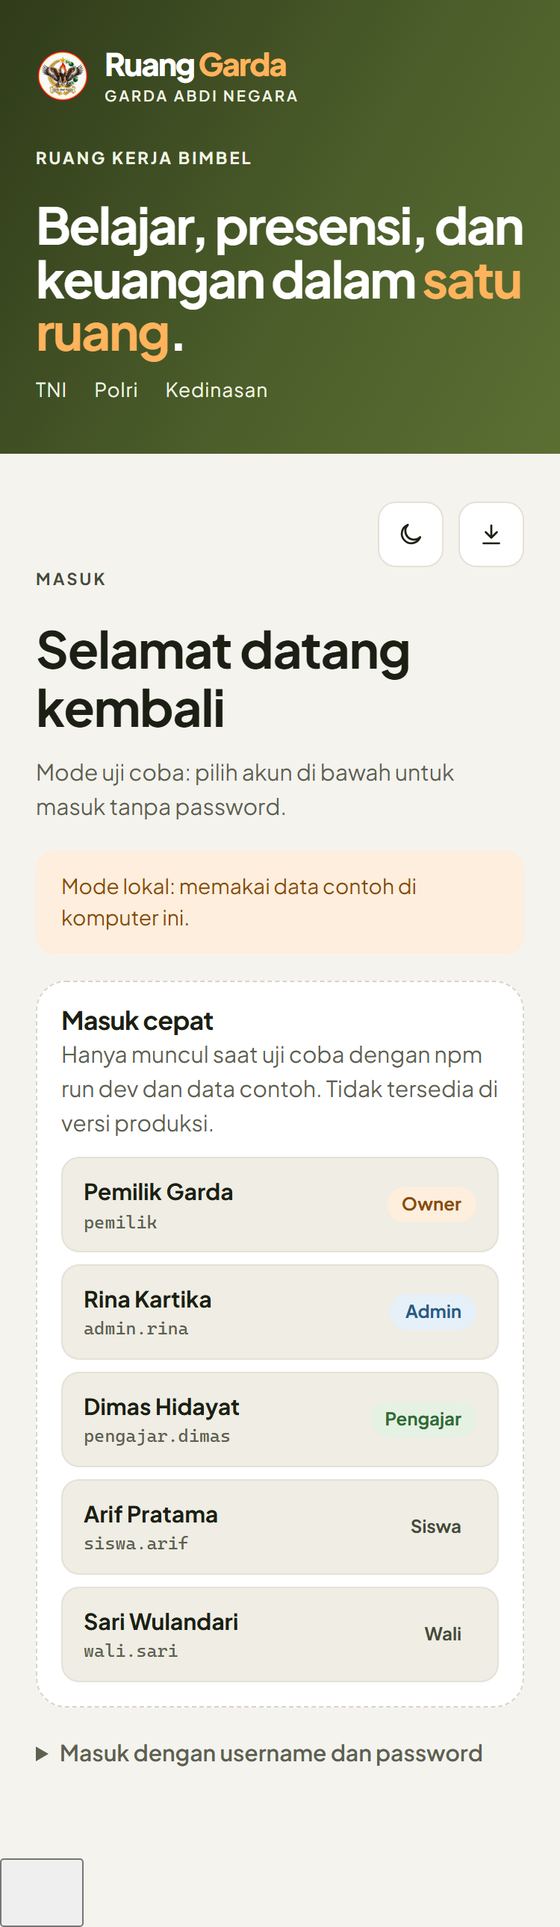 Ruang Garda
GARDA ABDI NEGARA
RUANG KERJA BIMBEL
Belajar, presensi, dan
keuangan dalam satu
ruang.
TNI Polri Kedinasan
MASUK
Selamat datang
kembali
Mode uji coba: pilih akun di bawah untuk
masuk tanpa password.
Mode lokal: memakai data contoh di
komputer ini.
Masuk cepat
Hanya muncul saat uji coba dengan npm
run dev dan data contoh. Tidak tersedia di
versi produksi.
Pemilik Garda
pemilik
Owner
Rina Kartika
admin.rina
Admin
Dimas Hidayat
pengajar.dimas
Pengajar
Arif Pratama
siswa.arif
Siswa
Sari Wulandari
wali.sari
Wali
Masuk dengan username dan password